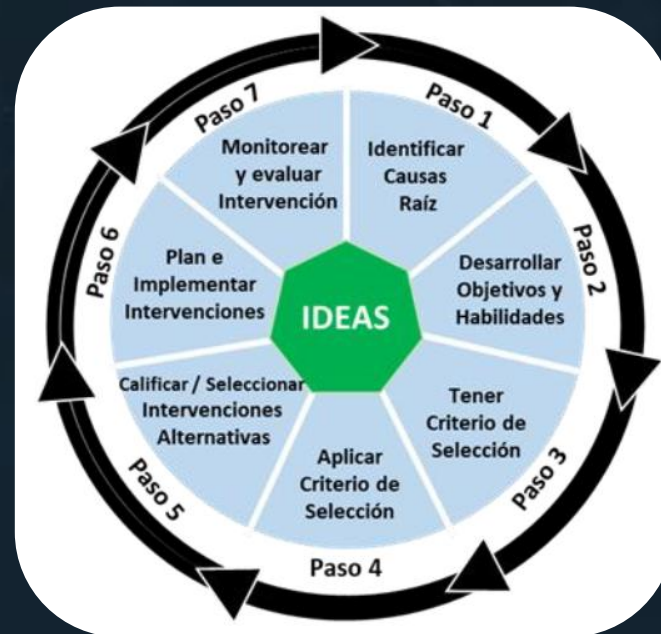 Paso 1
Identificar
Causas
Raíz
Paso 2
Desarrollar
Objetivos y
Habilidades
Paso 3
Tener
Criterio de
Selección
Paso 4
Aplicar
Criterio de
Selección
Paso 5
Calificar / Seleccionar
Intervenciones
Alternativas
Paso 6
Plan e
Implementar
Intervenciones
Paso 7
Monitorear
y evaluar
Intervención
IDEAS